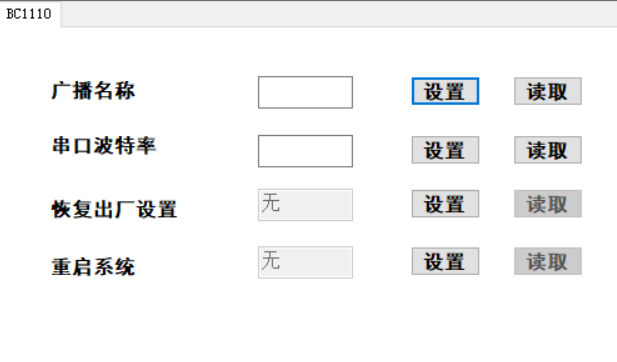 BC1110
广播名称 设置 读取
串口波特率 设置 读取
恢复出厂设置 无 设置 读取
重启系统 无 设置 读取